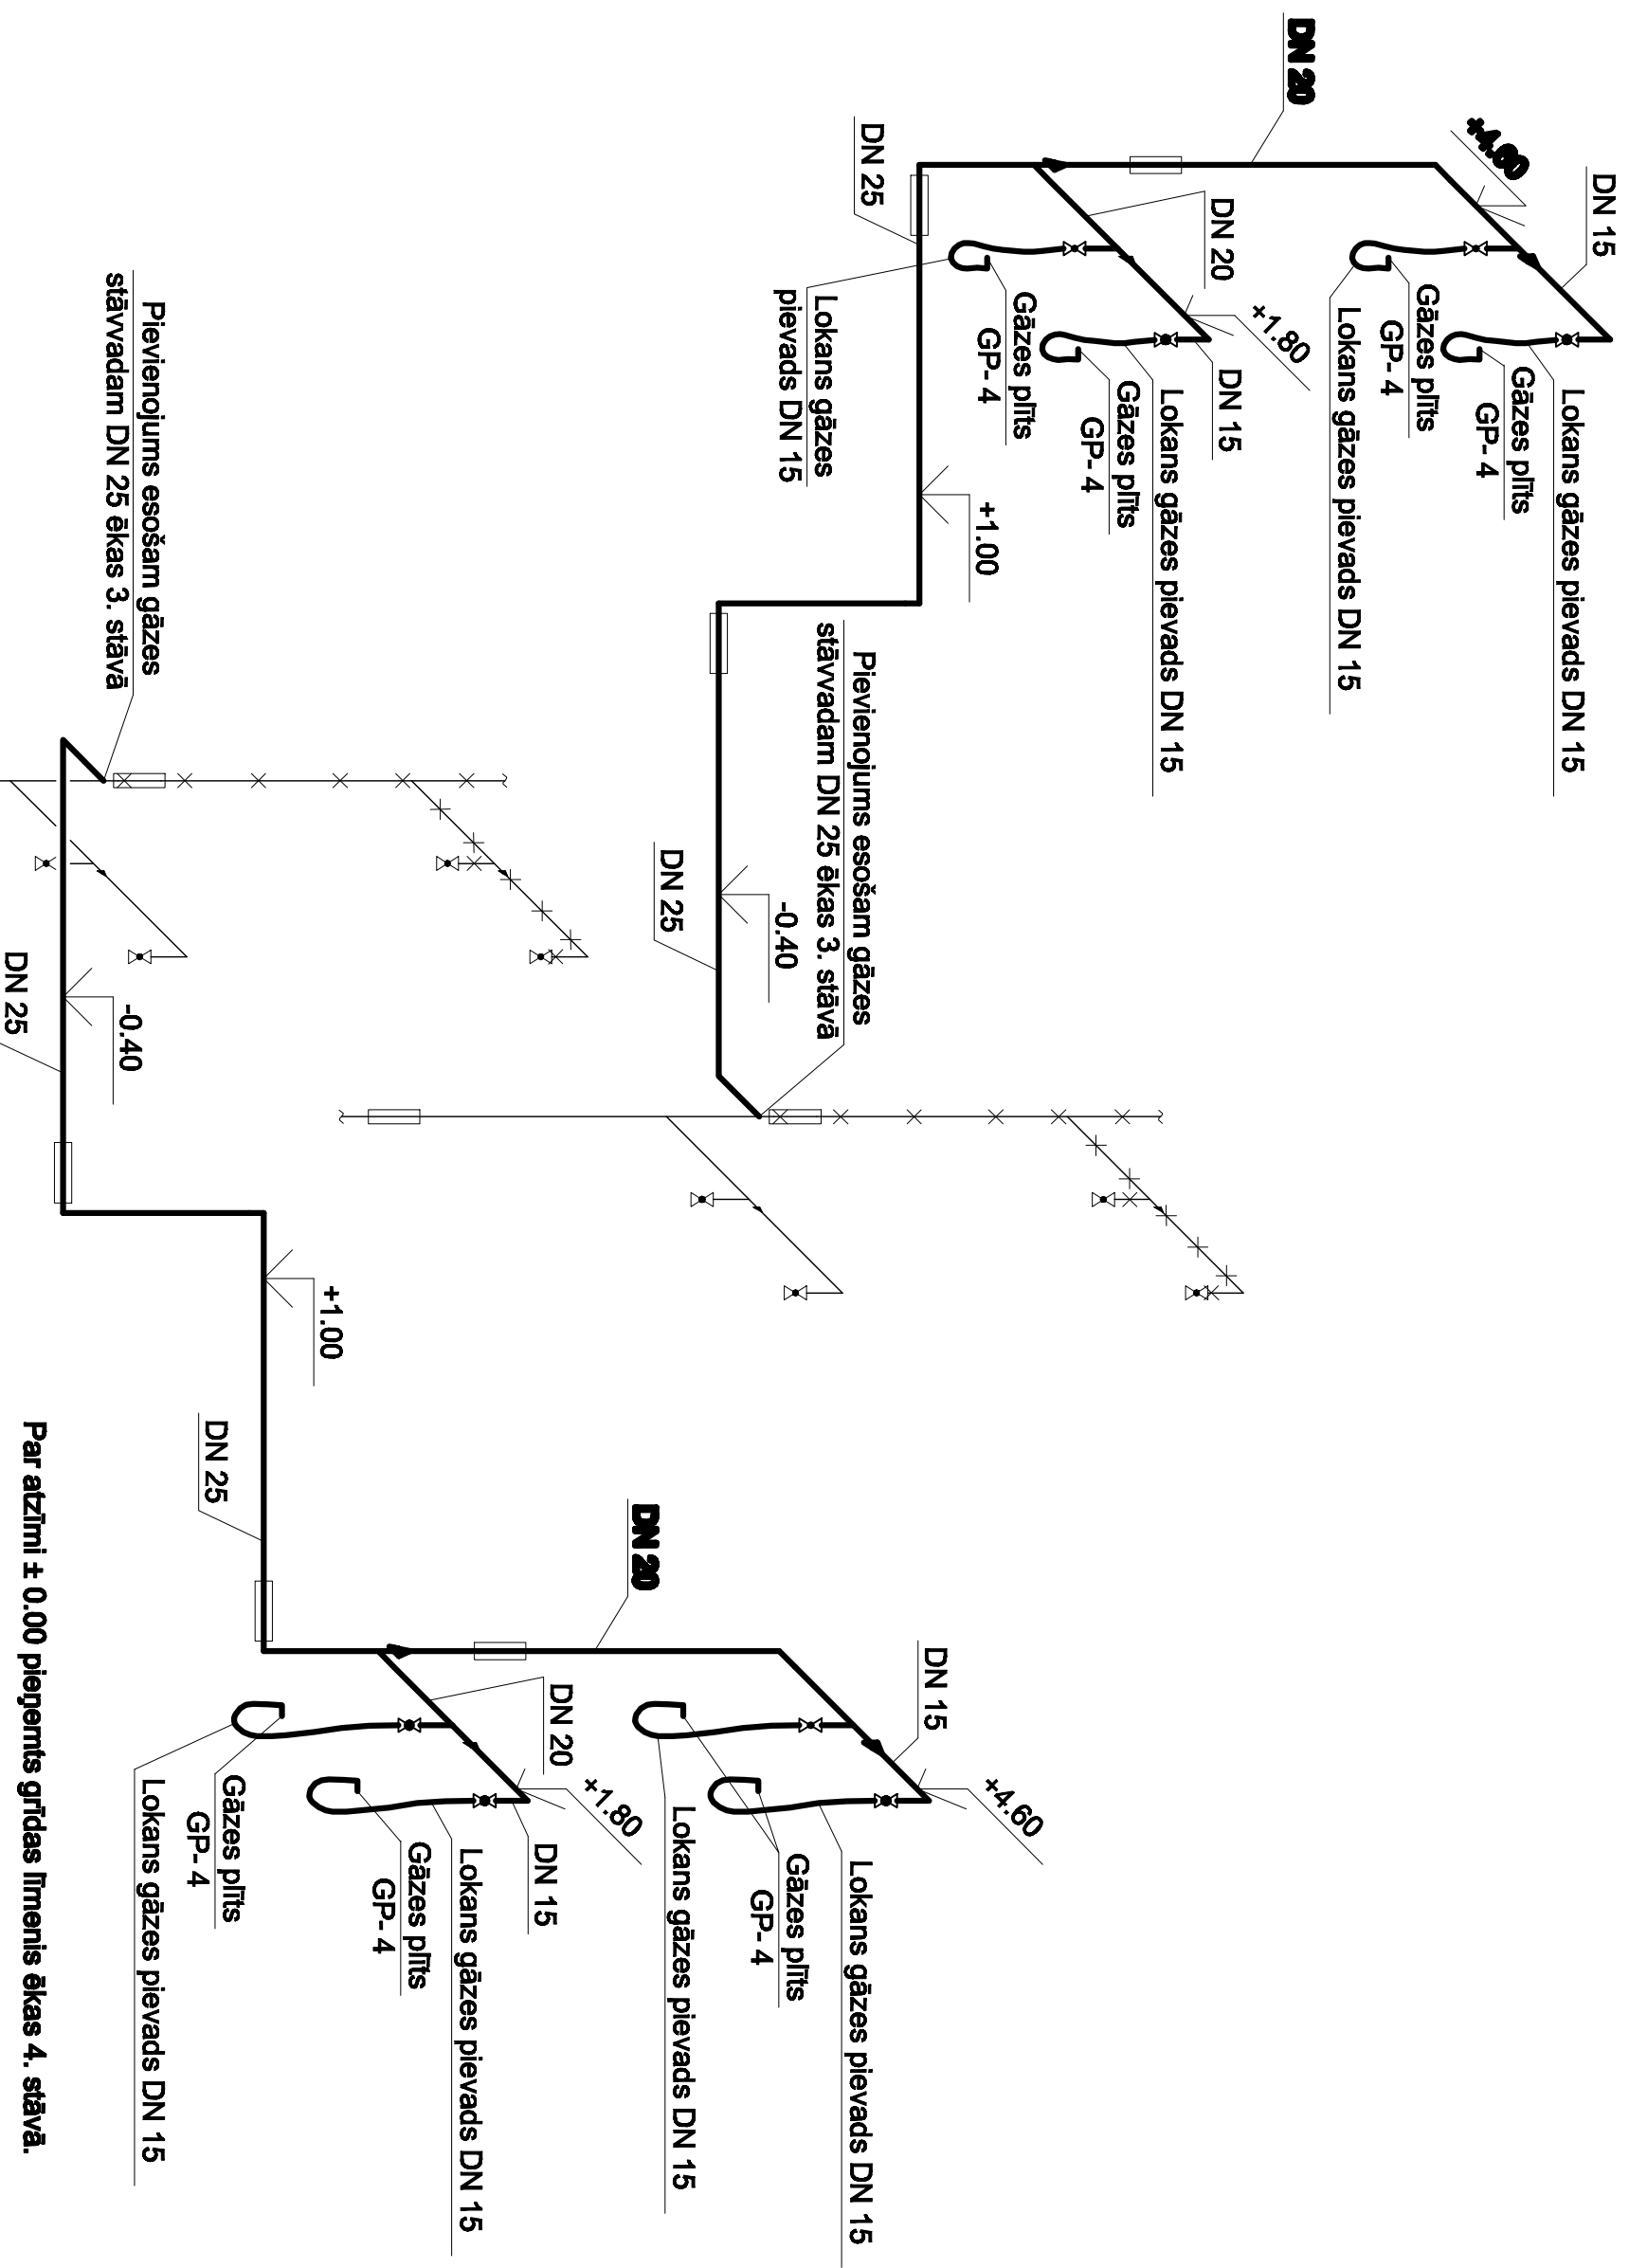 DN 15
Lokans gāzes pievads DN 15
Gāzes plīts
GP- 4
Gāzes plīts
GP- 4
Lokans gāzes pievads DN 15
+4.60
DN 20
DN 20
+1.80
DN 15
Lokans gāzes pievads DN 15
Gāzes plīts
GP- 4
Gāzes plīts
GP- 4
DN 25
Lokans gāzes
pievads DN 15
+1.00
Pievienojums esošam gāzes
stāvvadam DN 25 ēkas 3. stāvā
-0.40
DN 25
Pievienojums esošam gāzes
stāvvadam DN 25 ēkas 3. stāvā
-0.40
DN 25
+1.00
DN 25
DN 15
+4.60
Lokans gāzes pievads DN 15
Gāzes plīts
GP- 4
Lokans gāzes pievads DN 15
DN 20
DN 20
+1.80
DN 15
Lokans gāzes pievads DN 15
Gāzes plīts
GP- 4
Gāzes plīts
GP- 4
Lokans gāzes pievads DN 15
Par atzīmi ± 0.00 pieņemts grīdas līmenis ēkas 4. stāvā.